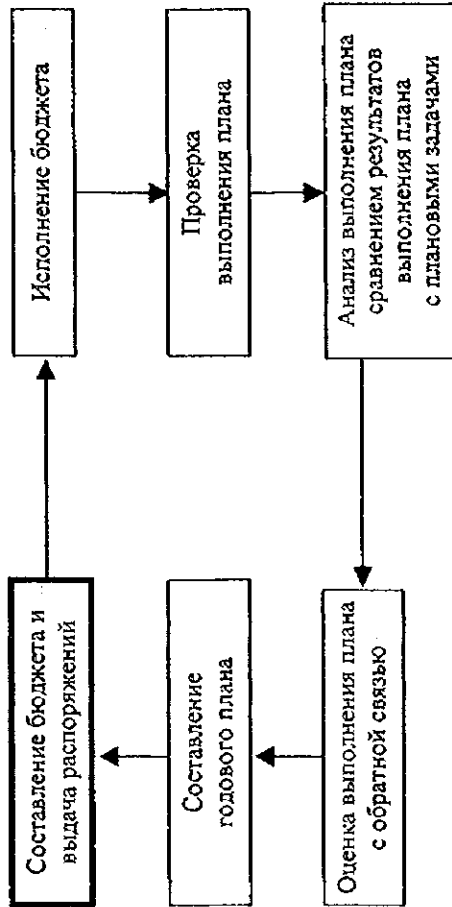 Составление бюджета и
выдача распоряжений
Исполнение бюджета
Составление
годового плана
Проверка
выполнения плана
Оценка выполнения плана
с обратной связью
Анализ выполнения плана
сравнением результатов
выполнения плана
с плановыми задачами